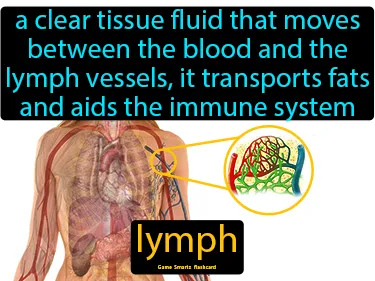 a clear tissue fluid that moves
between the blood and the
lymph vessels, it transports fats
and aids the immune system
lymph
Game Smartz flashcard